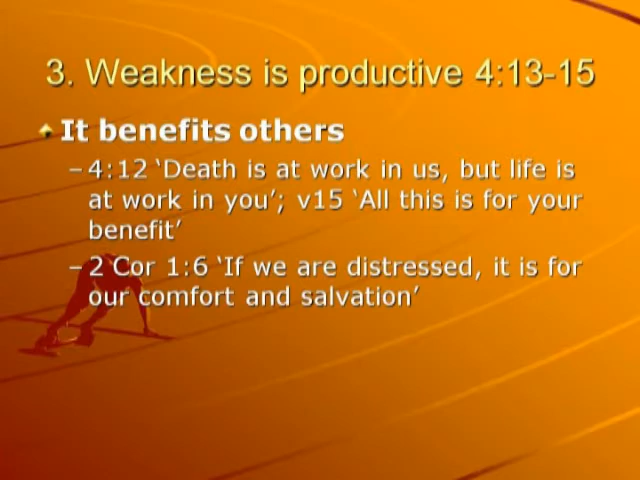 3. Weakness is productive 4:13-15
It benefits others
– 4:12 ‘Death is at work in us, but life is
at work in you’; v15 ‘All this is for your
benefit’
– 2 Cor 1:6 ‘If we are distressed, it is for
our comfort and salvation’